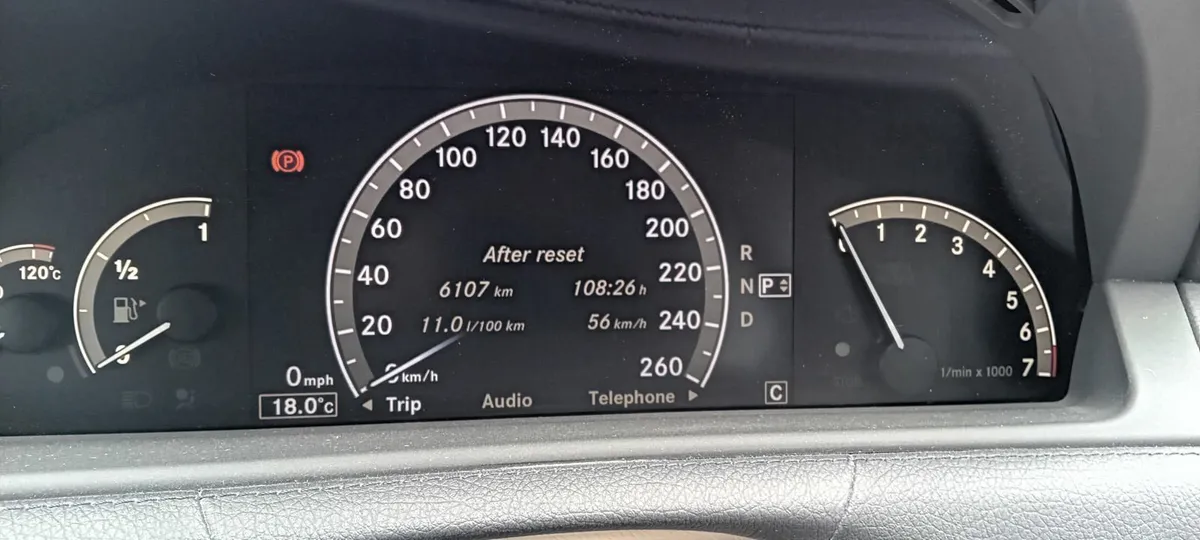 120°c
1
½
P
0 mph
18.0°c
20
40
60
80
100
120
140
160
180
200
220
240
260
km/h
After reset
6107 km 108:26 h
11.0 l/100 km 56 km/h
Trip Audio Telephone
R
N P
D
C
1
2
3
4
5
6
7
1/min x 1000